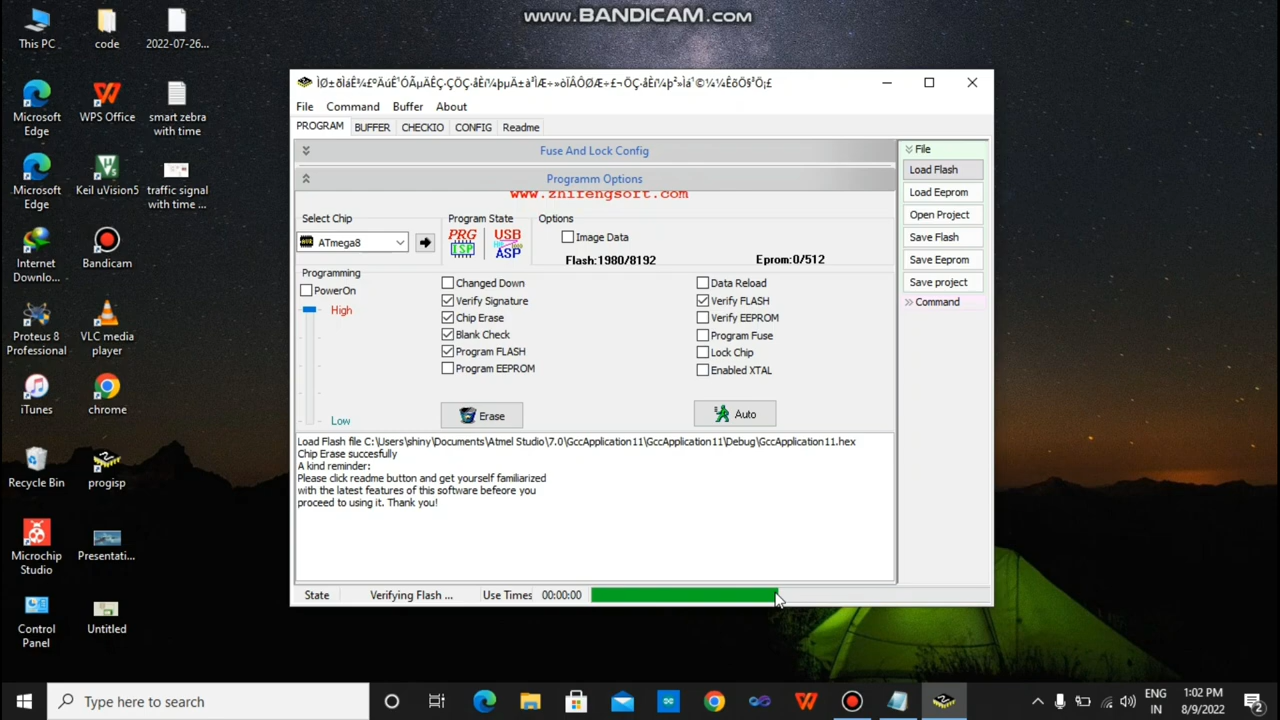 www.BANDICAM.com
This PC
code
2022-07-26...
Microsoft
Edge
WPS Office
smart zebra
with time
Microsoft
Edge
Keil uVision5
traffic signal
with time ...
Internet
Downlo...
Bandicam
Proteus 8
Professional
VLC media
player
iTunes
chrome
Recycle Bin
progisp
Microchip
Studio
Presentati...
Control
Panel
Untitled
File
Command
Buffer
About
PROGRAM
BUFFER
CHECKIO
CONFIG
Readme
Fuse And Lock Config
Programm Options
www.zhifengsoft.com
Select Chip
ATmega8
Program State
PRG
ISP
USB
ASP
Options
Image Data
Flash:1980/8192
Eprom:0/512
Programming
PowerOn
High
Low
Changed Down
Verify Signature
Chip Erase
Blank Check
Program FLASH
Program EEPROM
Data Reload
Verify FLASH
Verify EEPROM
Program Fuse
Lock Chip
Enabled XTAL
Erase
Auto
Load Flash file C:\Users\shiny\Documents\Atmel Studio\7.0\GccApplication11\GccApplication11\Debug\GccApplication11.hex
Chip Erase succesfully
A kind reminder:
Please click readme button and get yourself familiarized
with the latest features of this software befeore you
proceed to using it. Thank you!
State
Verifying Flash ...
Use Times
00:00:00
File
Load Flash
Load Eeprom
Open Project
Save Flash
Save Eeprom
Save project
Command
Type here to search
ENG
IN
1:02 PM
8/9/2022
2